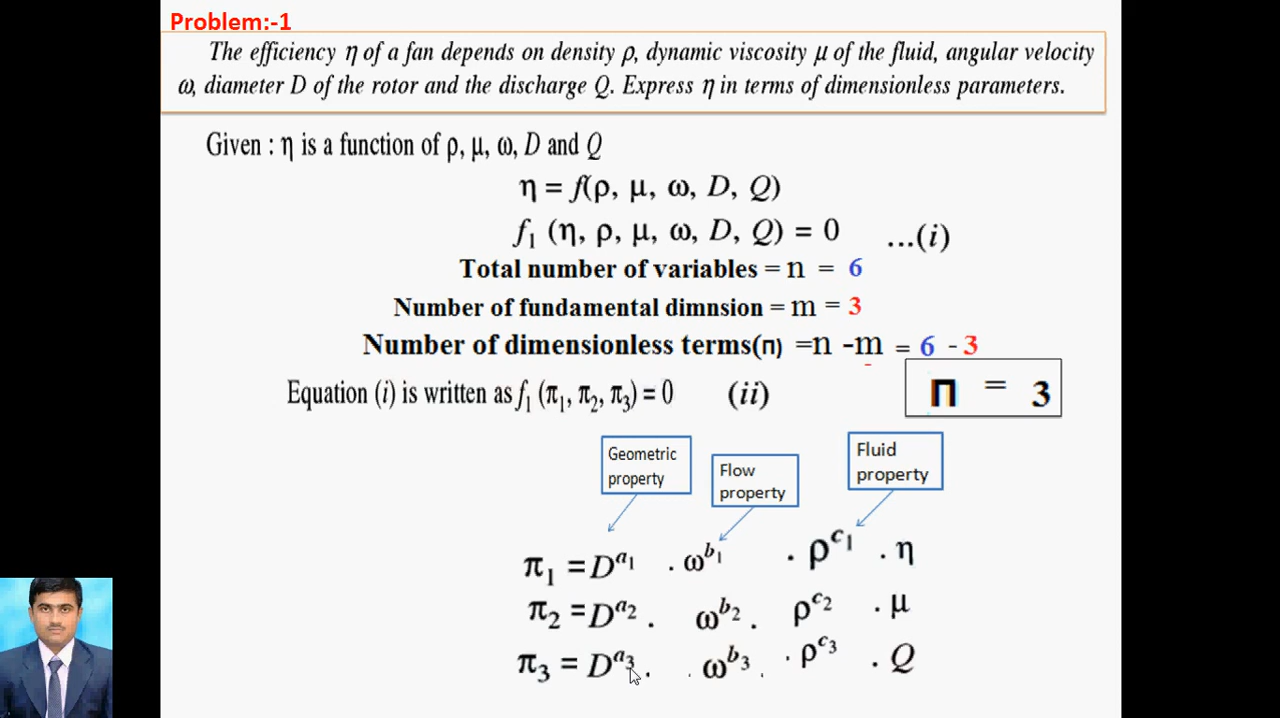 Problem:-1
The efficiency η of a fan depends on density ρ, dynamic viscosity μ of the fluid, angular velocity
ω, diameter D of the rotor and the discharge Q. Express η in terms of dimensionless parameters.
Given : η is a function of ρ, μ, ω, D and Q
η = f(ρ, μ, ω, D, Q)
f₁ (η, ρ, μ, ω, D, Q) = 0 ...(i)
Total number of variables = n = 6
Number of fundamental dimnsion = m = 3
Number of dimensionless terms(π) =n -m = 6 - 3
Equation (i) is written as f₁ (π₁, π₂, π₃) = 0 (ii)
Π = 3
Geometric
property
Flow
property
Fluid
property
π₁ = D^a₁ . ω^b₁ . ρ^c₁ . η
π₂ = D^a₂ . ω^b₂ . ρ^c₂ . μ
π₃ = D^a₃ . . ω^b₃ . . ρ^c₃ . Q